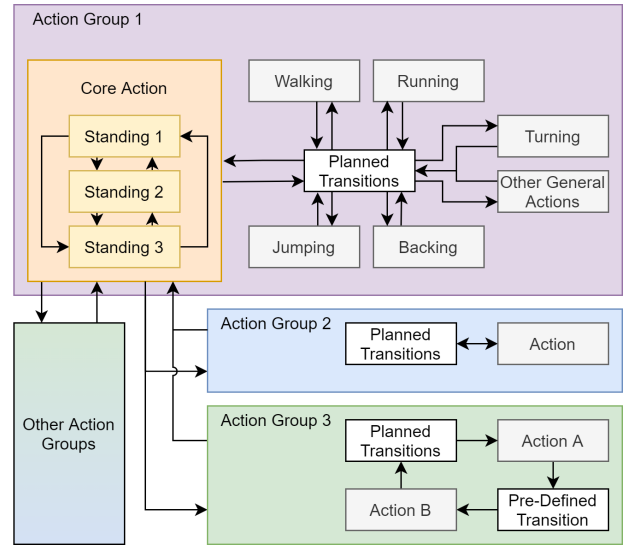 Action Group 1
Core Action
Standing 1
Standing 2
Standing 3
Walking
Running
Planned
Transitions
Turning
Other General
Actions
Jumping
Backing
Other Action
Groups
Action Group 2
Planned
Transitions
Action
Action Group 3
Planned
Transitions
Action A
Action B
Pre-Defined
Transition